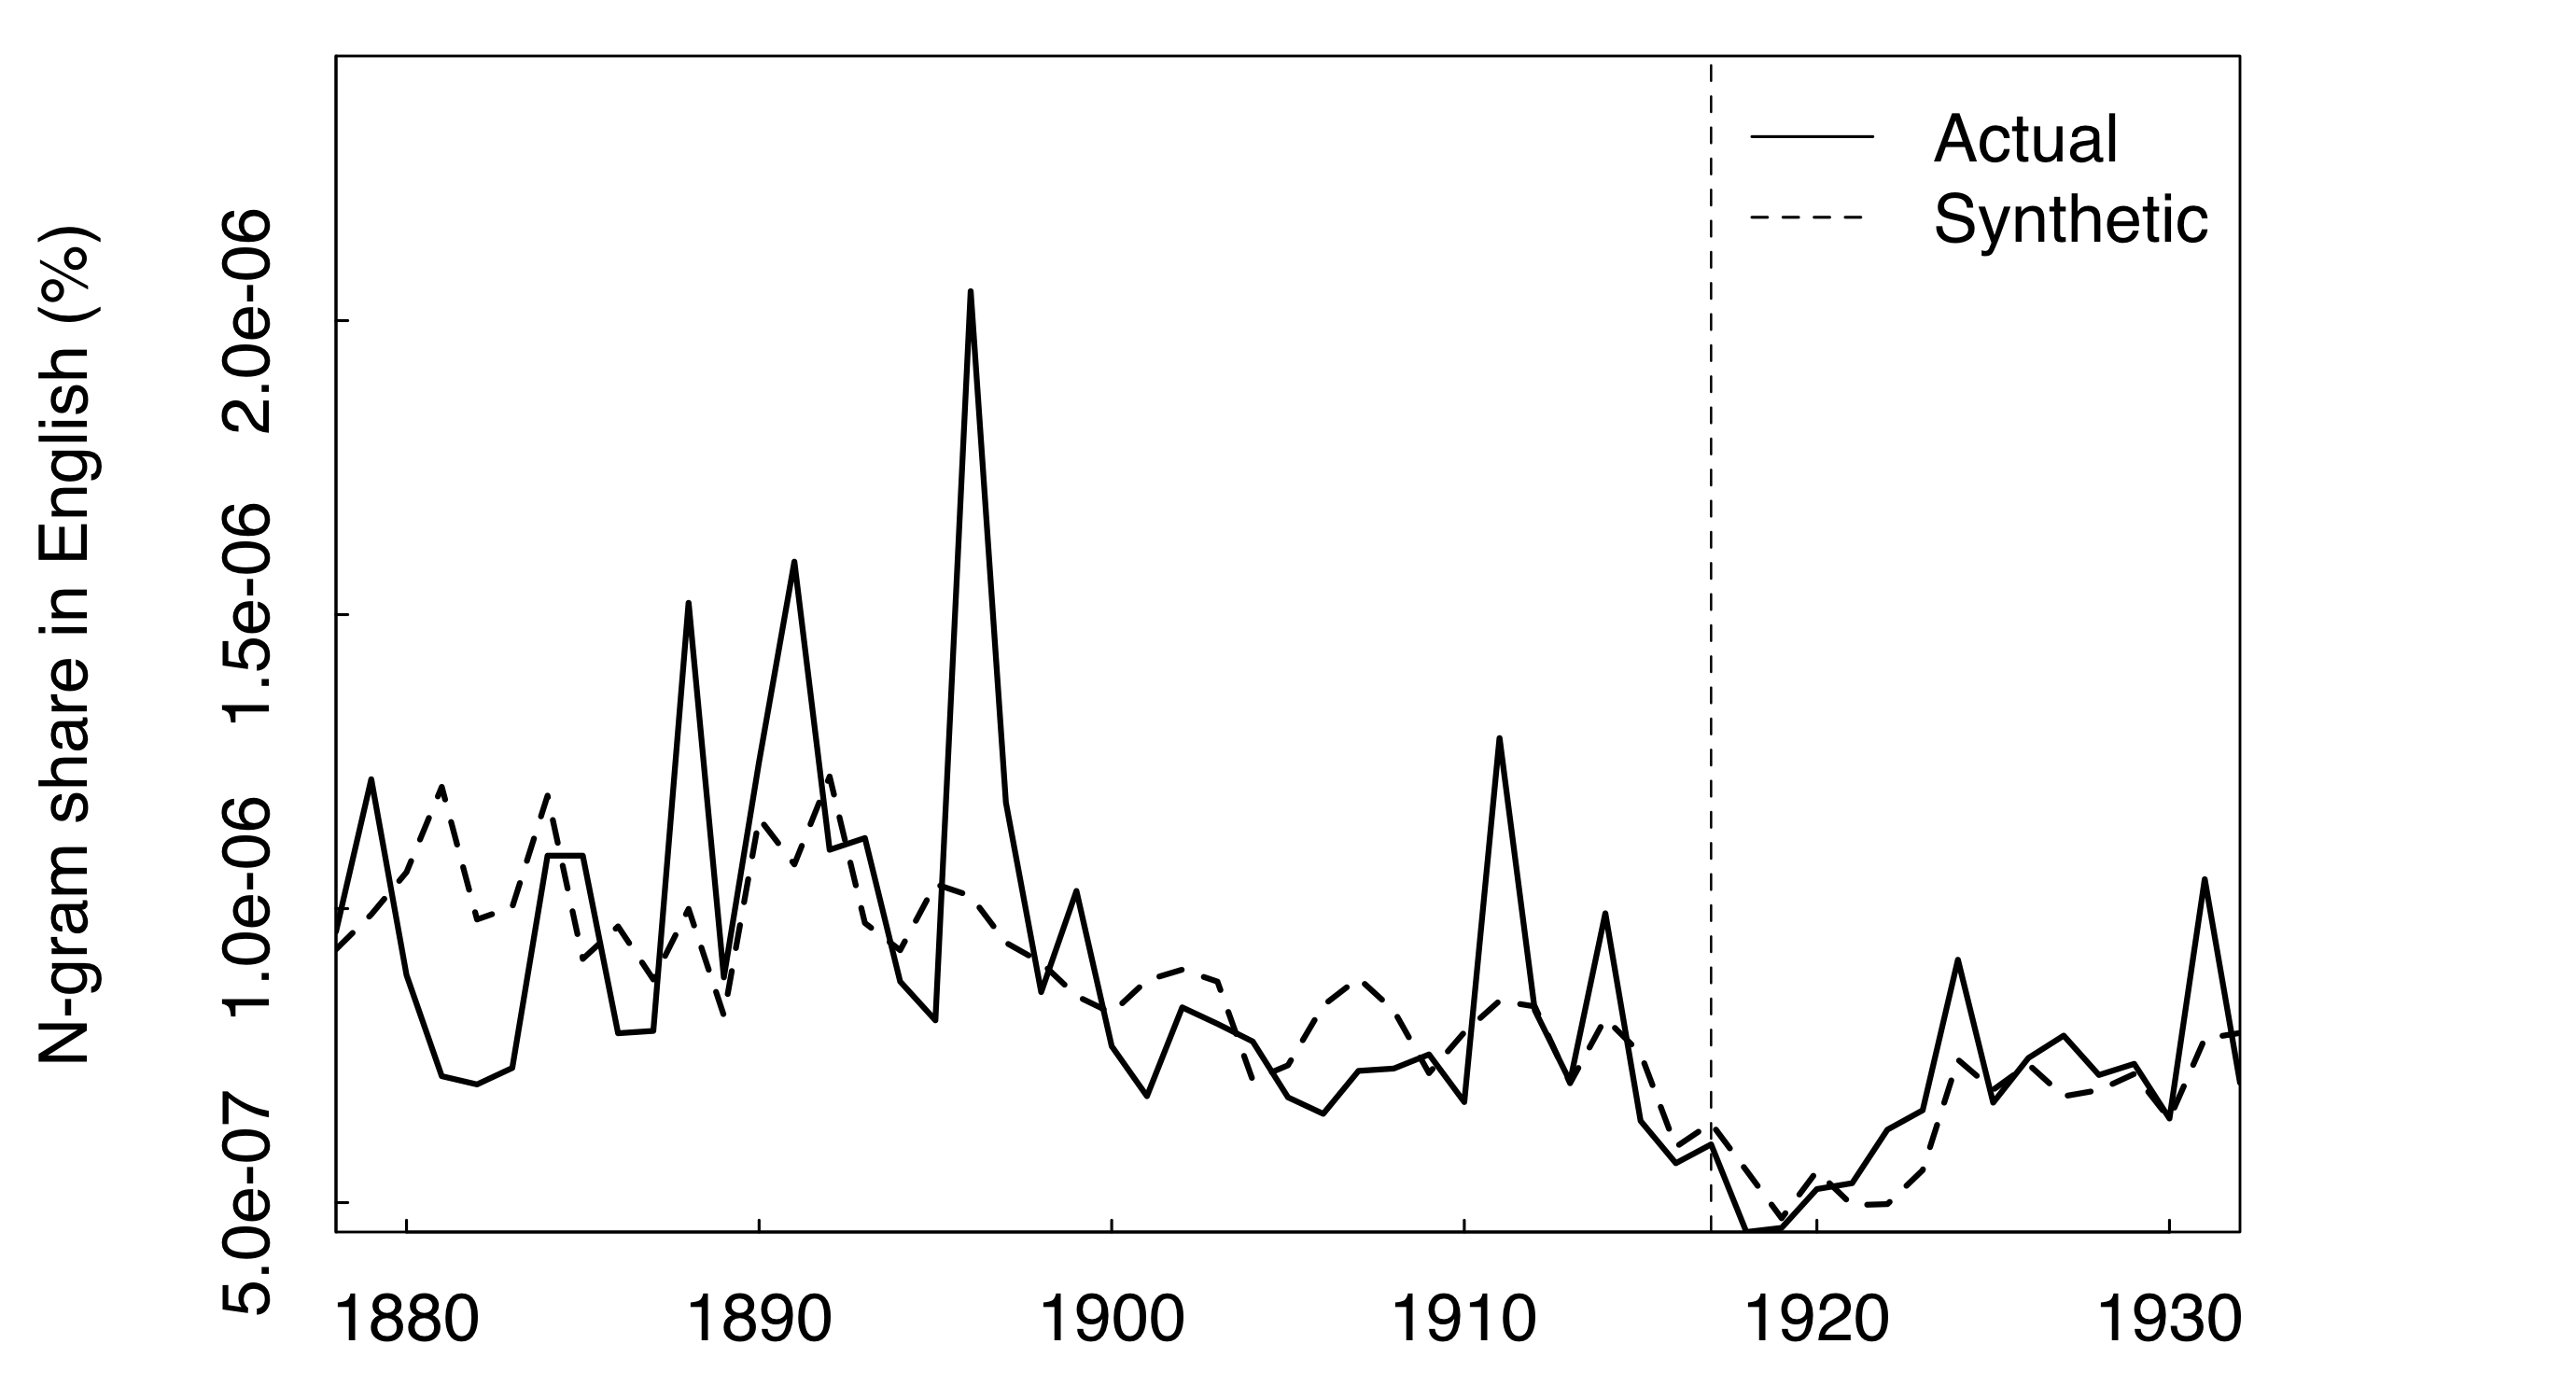 Actual
Synthetic
N-gram share in English (%)
2.0e-06
1.5e-06
1.0e-06
5.0e-07
1880 1890 1900 1910 1920 1930